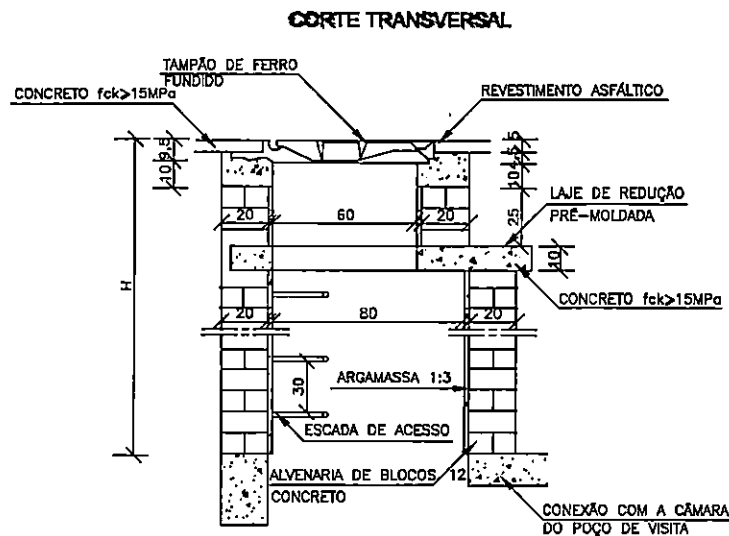 CORTE TRANSVERSAL
TAMPÃO DE FERRO
FUNDIDO
CONCRETO fck>15MPa
REVESTIMENTO ASFÁLTICO
9,5
10
5
10
20
60
20
25
LAJE DE REDUÇÃO
PRÉ-MOLDADA
10
H
CONCRETO fck>15MPa
20
80
20
30
ARGAMASSA 1:3
ESCADA DE ACESSO
ALVENARIA DE BLOCOS 12
CONCRETO
CONEXÃO COM A CÂMARA
DO POÇO DE VISITA